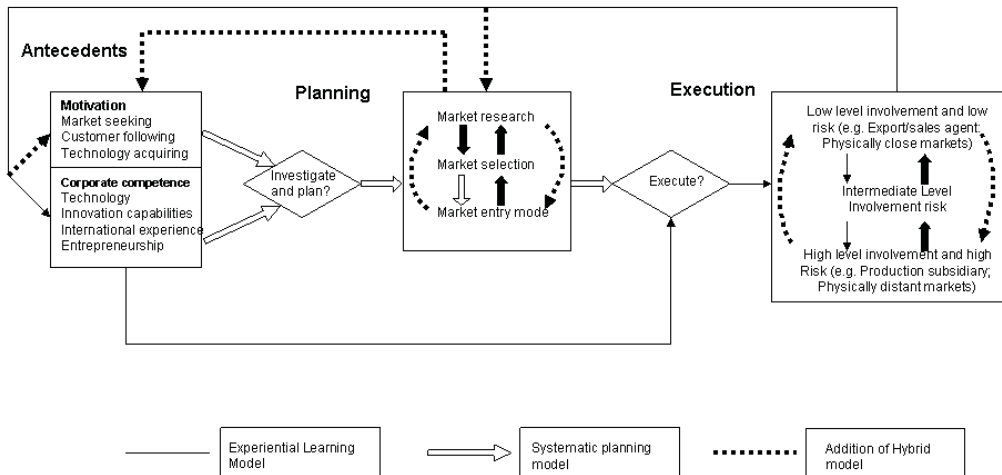 Antecedents
Planning
Execution
Motivation
Market seeking
Customer following
Technology acquiring
Corporate competence
Technology
Innovation capabilities
International experience
Entrepreneurship
Investigate
and plan?
Market research
Market selection
Market entry mode
Execute?
Low level involvement and low
risk (e.g. Export/sales agent:
Physically close markets)
Intermediate Level
Involvement risk
High level involvement and high
Risk (e.g. Production subsidiary;
Physically distant markets)
Experiential Learning
Model
Systematic planning
model
Addition of Hybrid
model